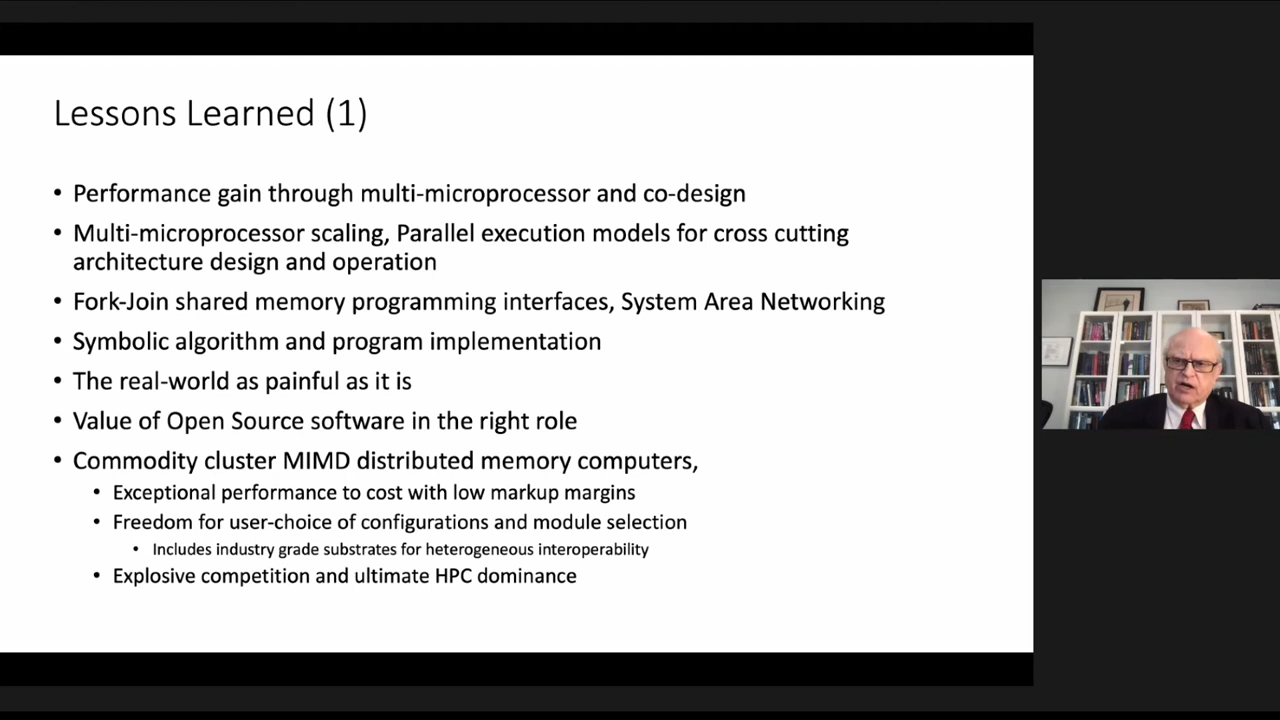 Lessons Learned (1)
• Performance gain through multi-microprocessor and co-design
• Multi-microprocessor scaling, Parallel execution models for cross cutting
architecture design and operation
• Fork-Join shared memory programming interfaces, System Area Networking
• Symbolic algorithm and program implementation
• The real-world as painful as it is
• Value of Open Source software in the right role
• Commodity cluster MIMD distributed memory computers,
• Exceptional performance to cost with low markup margins
• Freedom for user-choice of configurations and module selection
• Includes industry grade substrates for heterogeneous interoperability
• Explosive competition and ultimate HPC dominance